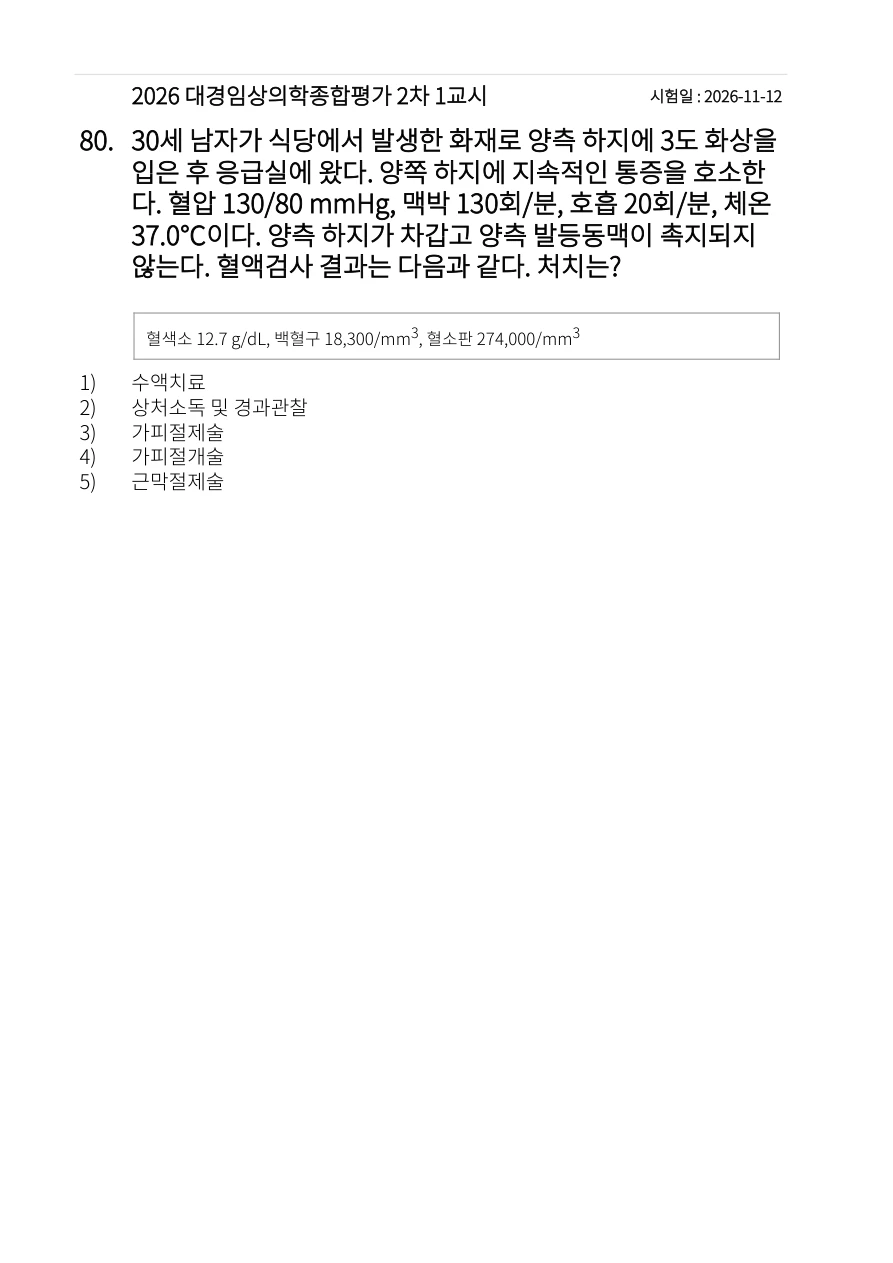 2026 대경임상의학종합평가 2차 1교시 시험일 : 2026-11-12
80. 30세 남자가 식당에서 발생한 화재로 양측 하지에 3도 화상을
입은 후 응급실에 왔다. 양쪽 하지에 지속적인 통증을 호소한
다. 혈압 130/80 mmHg, 맥박 130회/분, 호흡 20회/분, 체온
37.0°C이다. 양측 하지가 차갑고 양측 발등동맥이 촉지되지
않는다. 혈액검사 결과는 다음과 같다. 처치는?
혈색소 12.7 g/dL, 백혈구 18,300/mm³, 혈소판 274,000/mm³
1) 수액치료
2) 상처소독 및 경과관찰
3) 가피절제술
4) 가피절개술
5) 근막절제술